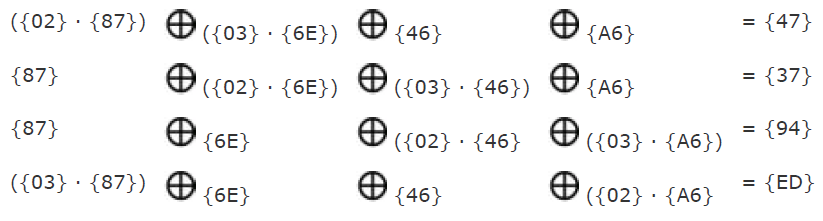 ({02} · {87}) ⊕ ({03} · {6E}) ⊕ {46} ⊕ {A6} = {47}
{87} ⊕ ({02} · {6E}) ⊕ ({03} · {46}) ⊕ {A6} = {37}
{87} ⊕ {6E} ⊕ ({02} · {46} ⊕ ({03} · {A6}) = {94}
({03} · {87}) ⊕ {6E} ⊕ {46} ⊕ ({02} · {A6} = {ED}